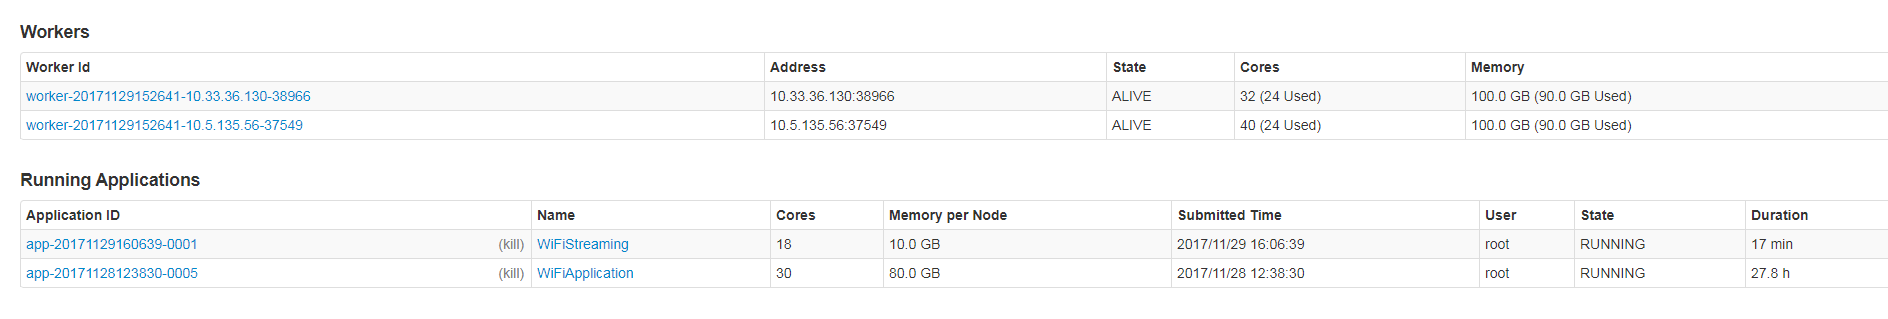 Workers
Worker Id Address State Cores Memory
worker-20171129152641-10.33.36.130-38966 10.33.36.130:38966 ALIVE 32 (24 Used) 100.0 GB (90.0 GB Used)
worker-20171129152641-10.5.135.56-37549 10.5.135.56:37549 ALIVE 40 (24 Used) 100.0 GB (90.0 GB Used)
Running Applications
Application ID Name Cores Memory per Node Submitted Time User State Duration
app-20171129160639-0001 (kill) WiFiStreaming 18 10.0 GB 2017/11/29 16:06:39 root RUNNING 17 min
app-20171128123830-0005 (kill) WiFiApplication 30 80.0 GB 2017/11/28 12:38:30 root RUNNING 27.8 h